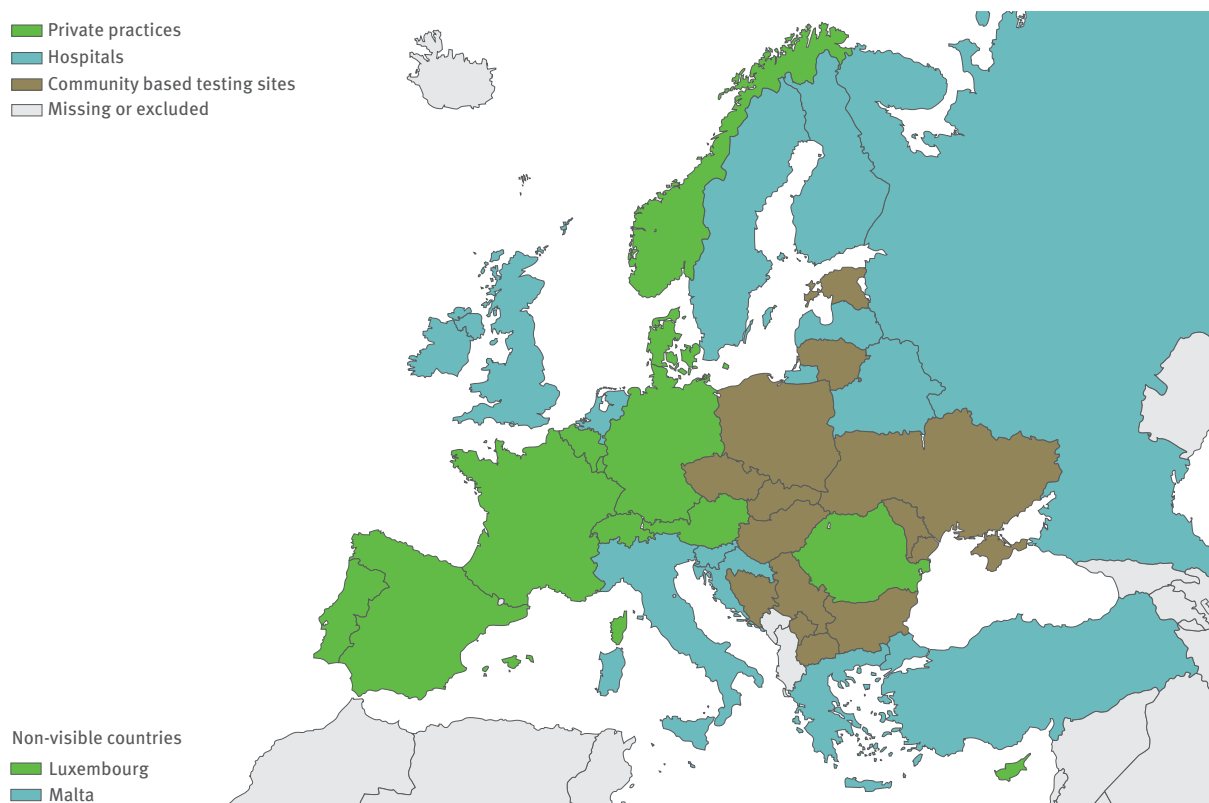 Private practices
Hospitals
Community based testing sites
Missing or excluded
Non-visible countries
Luxembourg
Malta